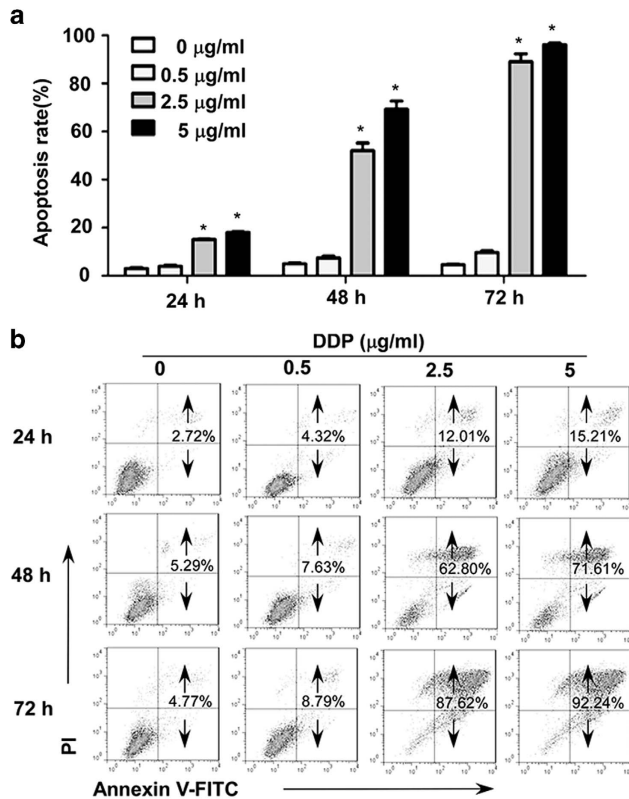 a
100
80
60
40
20
0
Apoptosis rate(%)
0 μg/ml
0.5 μg/ml
2.5 μg/ml
5 μg/ml
* *
* *
* *
24 h 48 h 72 h
b
DDP (μg/ml)
0 0.5 2.5 5
24 h
2.72% 4.32% 12.01% 15.21%
48 h
5.29% 7.63% 62.80% 71.61%
72 h
4.77% 8.79% 87.62% 92.24%
PI
Annexin V-FITC